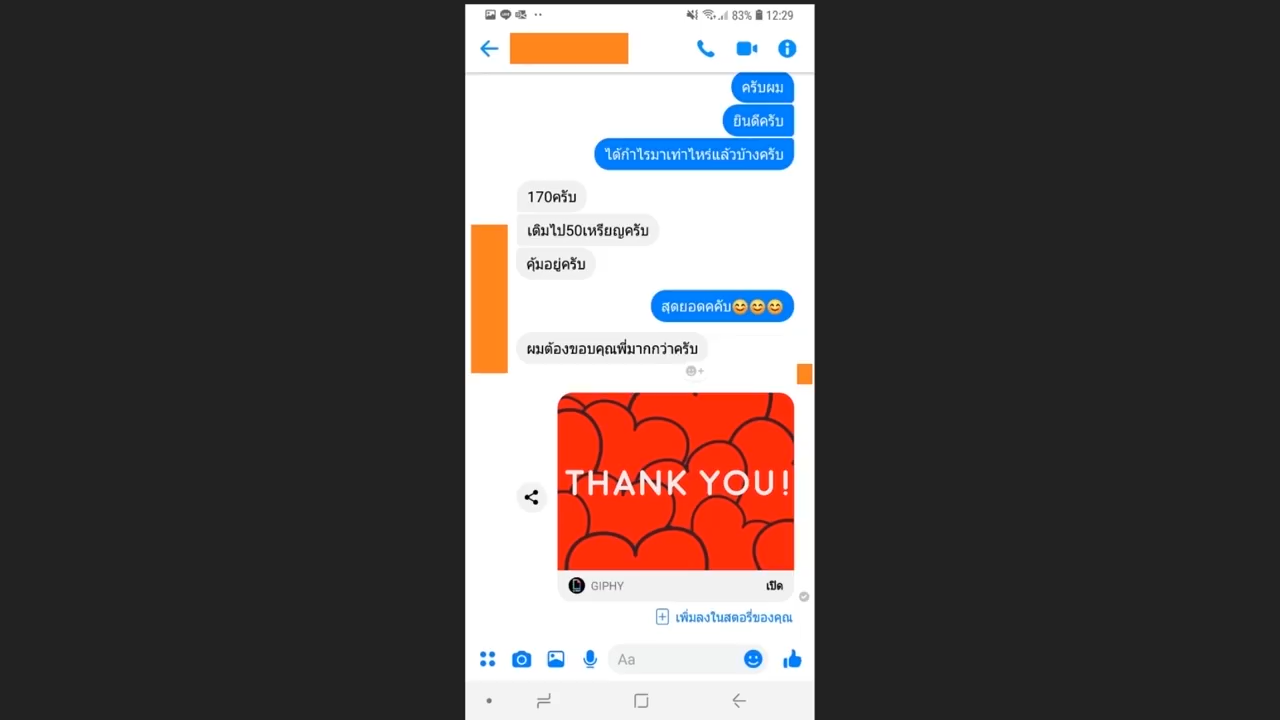 83% 12:29
ครับผม
ยินดีครับ
ได้กำไรมาเท่าไหร่แล้วบ้างครับ
170ครับ
เติมไป50เหรียญครับ
คุ้มอยู่ครับ
สุดยอดคคับ😊😊😊
ผมต้องขอบคุณพี่มากกว่าครับ
THANK YOU!
GIPHY เปิด
เพิ่มลงในสตอรี่ของคุณ
Aa